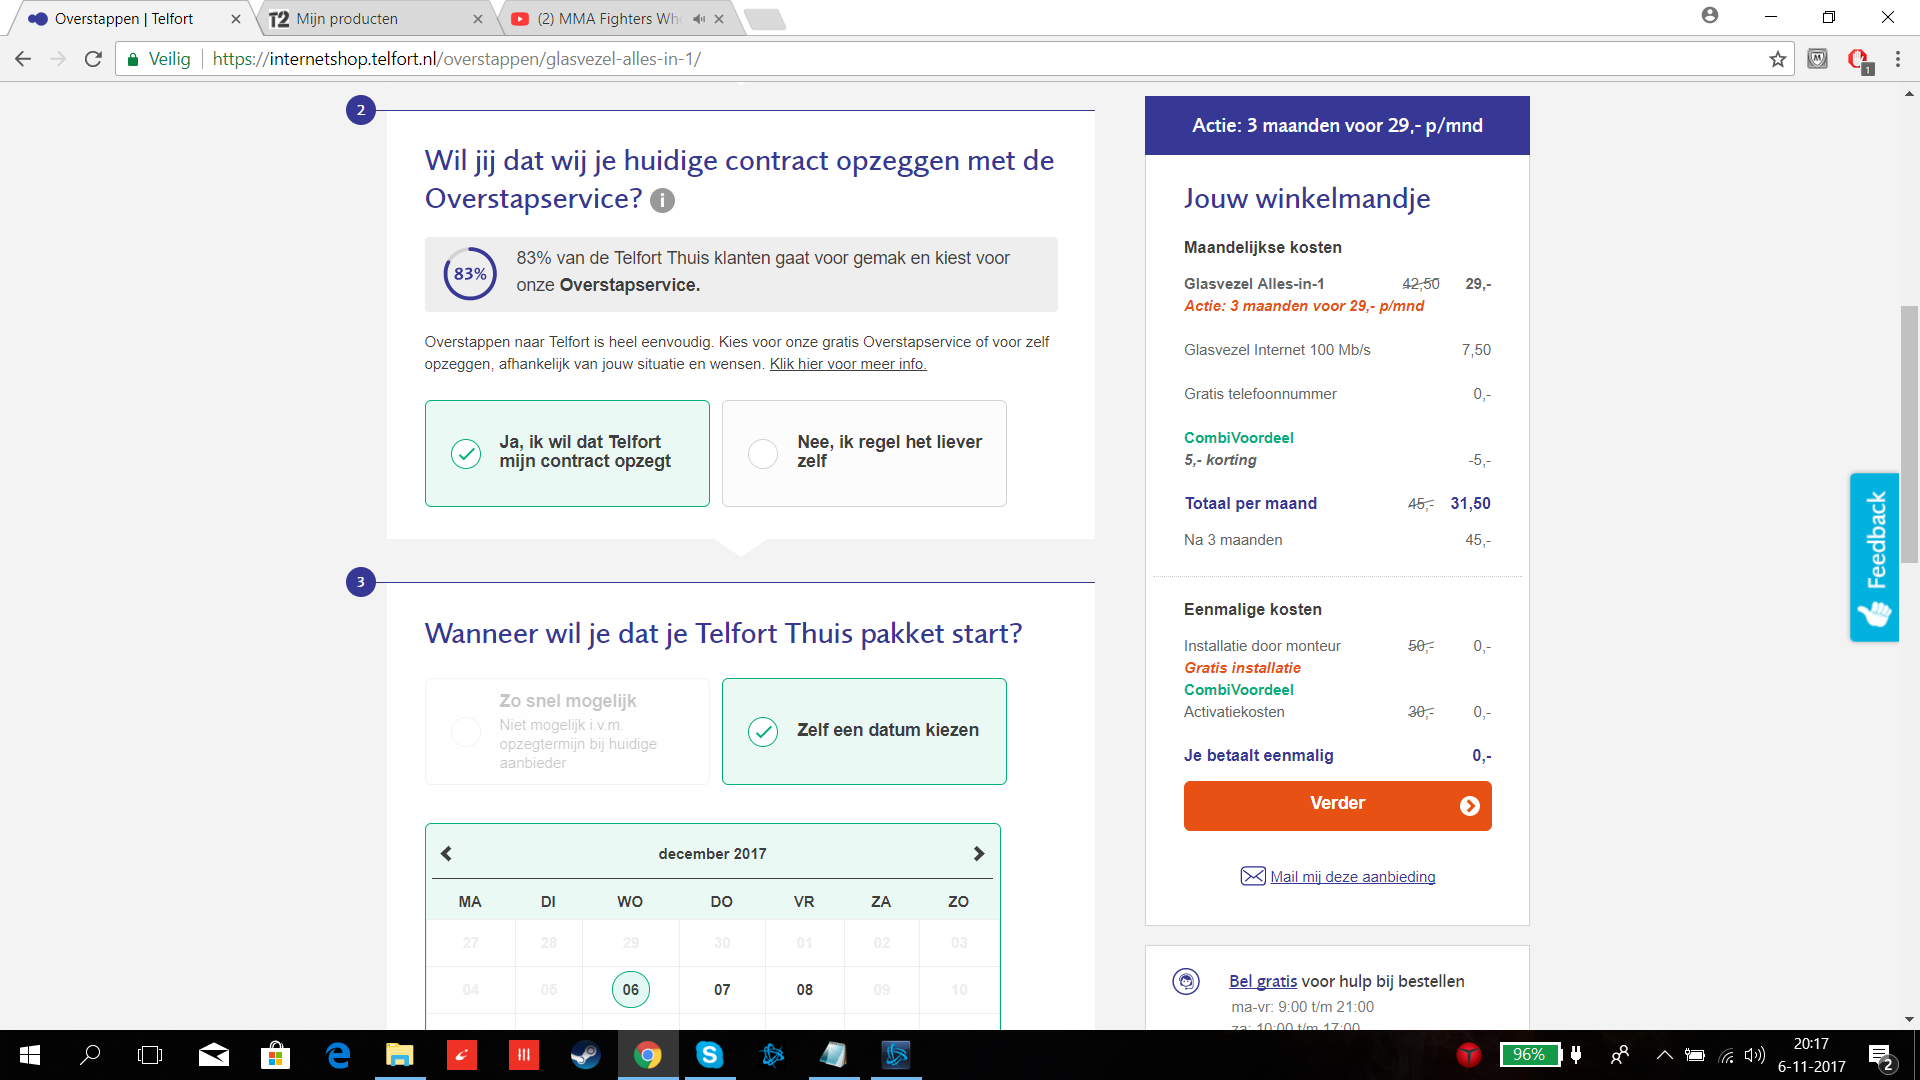 Overstappen | Telfort
T2 Mijn producten
(2) MMA Fighters Who
Veilig
https://internetshop.telfort.nl/overstappen/glasvezel-alles-in-1/
1
2
Wil jij dat wij je huidige contract opzeggen met de
Overstapservice? i
83%
83% van de Telfort Thuis klanten gaat voor gemak en kiest voor
onze Overstapservice.
Overstappen naar Telfort is heel eenvoudig. Kies voor onze gratis Overstapservice of voor zelf
opzeggen, afhankelijk van jouw situatie en wensen. Klik hier voor meer info.
Ja, ik wil dat Telfort
mijn contract opzegt
Nee, ik regel het liever
zelf
3
Wanneer wil je dat je Telfort Thuis pakket start?
Zo snel mogelijk
Niet mogelijk i.v.m.
opzegtermijn bij huidige
aanbieder
Zelf een datum kiezen
december 2017
MA DI WO DO VR ZA ZO
27 28 29 30 01 02 03
04 05 06 07 08 09 10
Actie: 3 maanden voor 29,- p/mnd
Jouw winkelmandje
Maandelijkse kosten
Glasvezel Alles-in-1 42,50 29,-
Actie: 3 maanden voor 29,- p/mnd
Glasvezel Internet 100 Mb/s 7,50
Gratis telefoonnummer 0,-
CombiVoordeel
5,- korting -5,-
Totaal per maand 45,- 31,50
Na 3 maanden 45,-
Eenmalige kosten
Installatie door monteur 50,- 0,-
Gratis installatie
CombiVoordeel
Activatiekosten 30,- 0,-
Je betaalt eenmalig 0,-
Verder
Mail mij deze aanbieding
Bel gratis voor hulp bij bestellen
ma-vr: 9:00 t/m 21:00
za: 10:00 t/m 17:00
Feedback
96%
20:17
6-11-2017
2